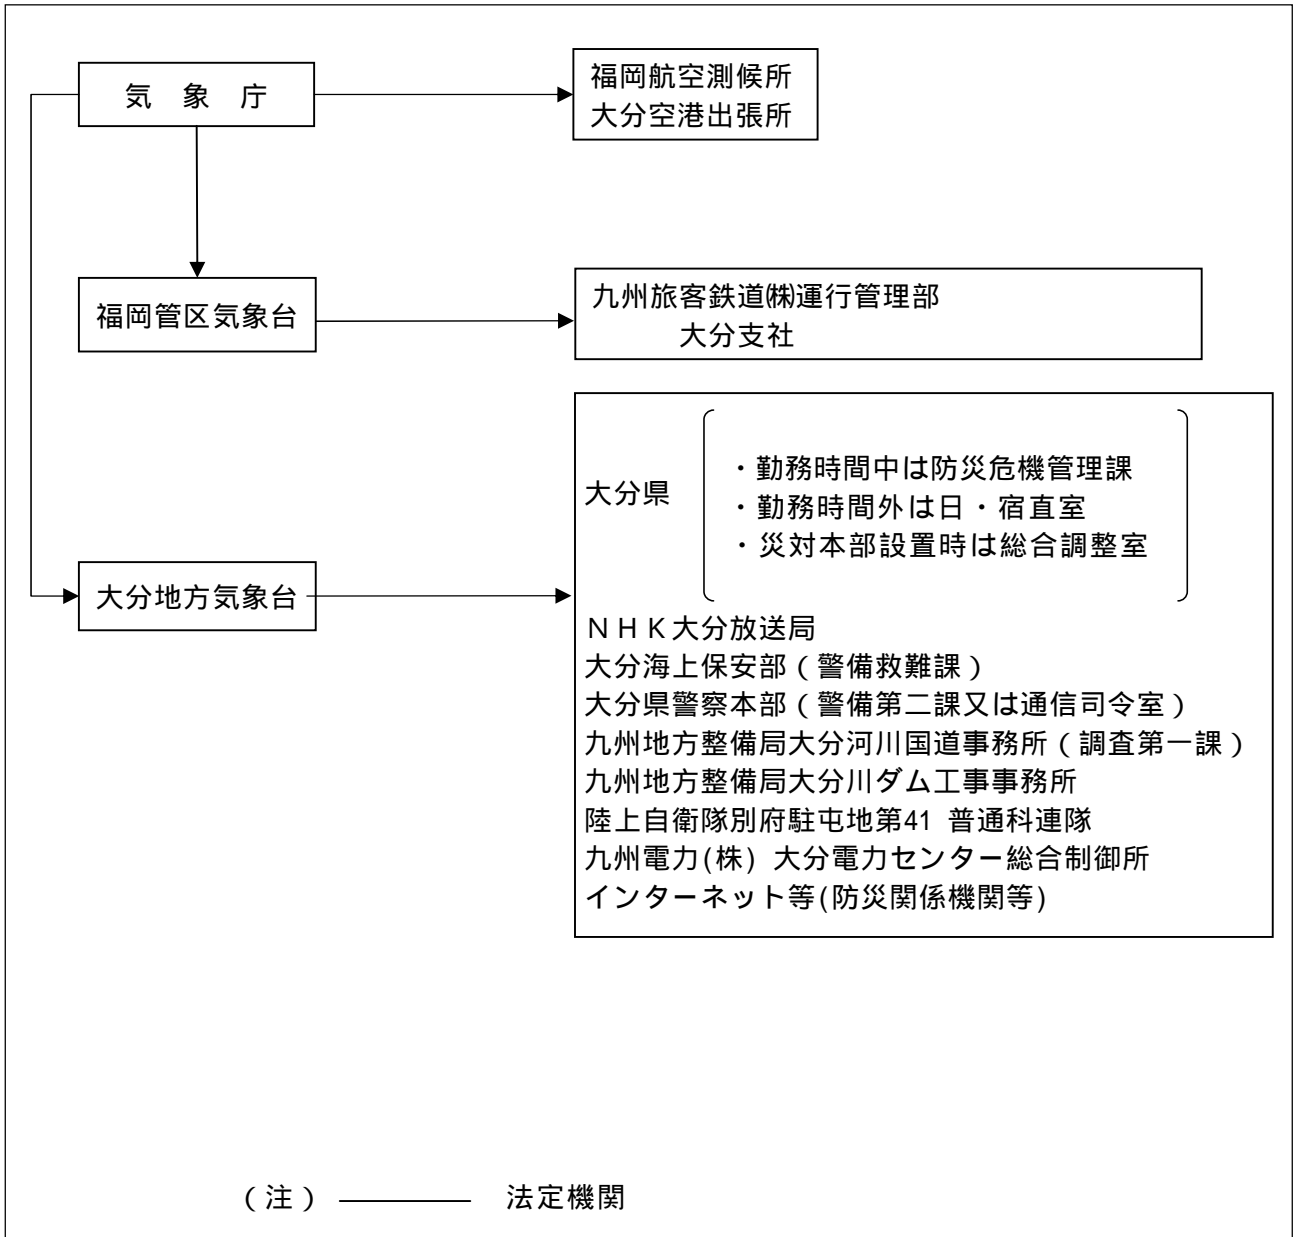 気 象 庁
福岡航空測候所
大分空港出張所
福岡管区気象台
九州旅客鉄道㈱運行管理部
大分支社
大分県
・勤務時間中は防災危機管理課
・勤務時間外は日・宿直室
・災対本部設置時は総合調整室
大分地方気象台
ＮＨＫ大分放送局
大分海上保安部（警備救難課）
大分県警察本部（警備第二課又は通信司令室）
九州地方整備局大分河川国道事務所（調査第一課）
九州地方整備局大分川ダム工事事務所
陸上自衛隊別府駐屯地第41 普通科連隊
九州電力(株) 大分電力センター総合制御所
インターネット等(防災関係機関等)
（注） ――― 法定機関